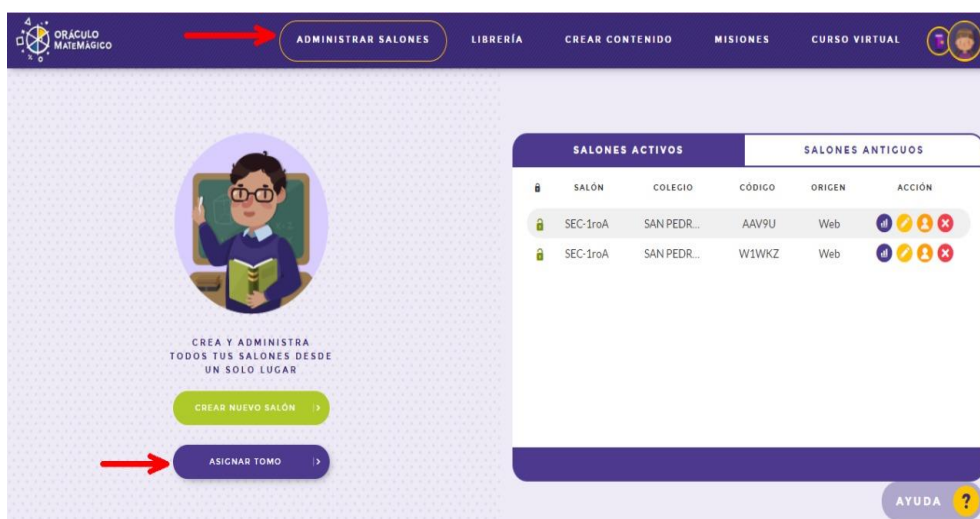 ORÁCULO
MATEMÁGICO
ADMINISTRAR SALONES
LIBRERÍA
CREAR CONTENIDO
MISIONES
CURSO VIRTUAL
CREA Y ADMINISTRA
TODOS TUS SALONES DESDE
UN SOLO LUGAR
CREAR NUEVO SALÓN
ASIGNAR TOMO
SALONES ACTIVOS SALONES ANTIGUOS
SALÓN COLEGIO CÓDIGO ORIGEN ACCIÓN
SEC-1roA SAN PEDR... AAV9U Web
SEC-1roA SAN PEDR... W1WKZ Web
AYUDA ?